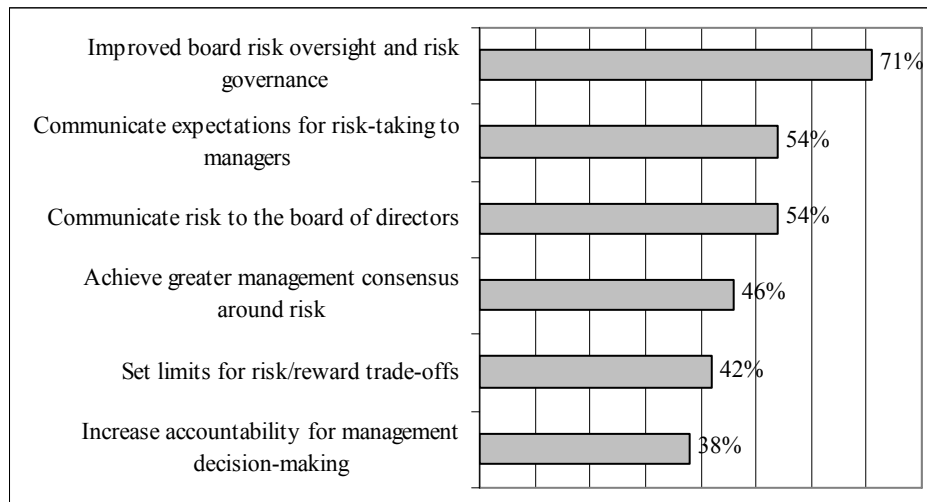 Improved board risk oversight and risk
governance
71%
Communicate expectations for risk-taking to
managers
54%
Communicate risk to the board of directors
54%
Achieve greater management consensus
around risk
46%
Set limits for risk/reward trade-offs
42%
Increase accountability for management
decision-making
38%